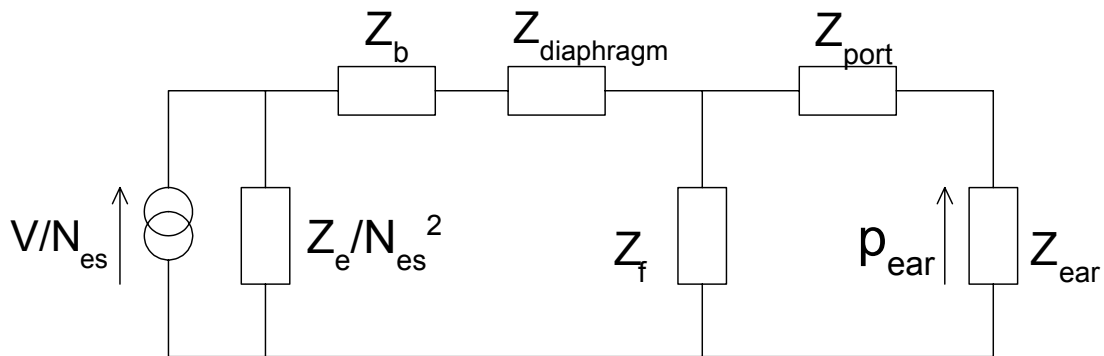 Z_b
Z_diaphragm
Z_port
V/N_es
Z_e/N_es^2
Z_f
p_ear
Z_ear